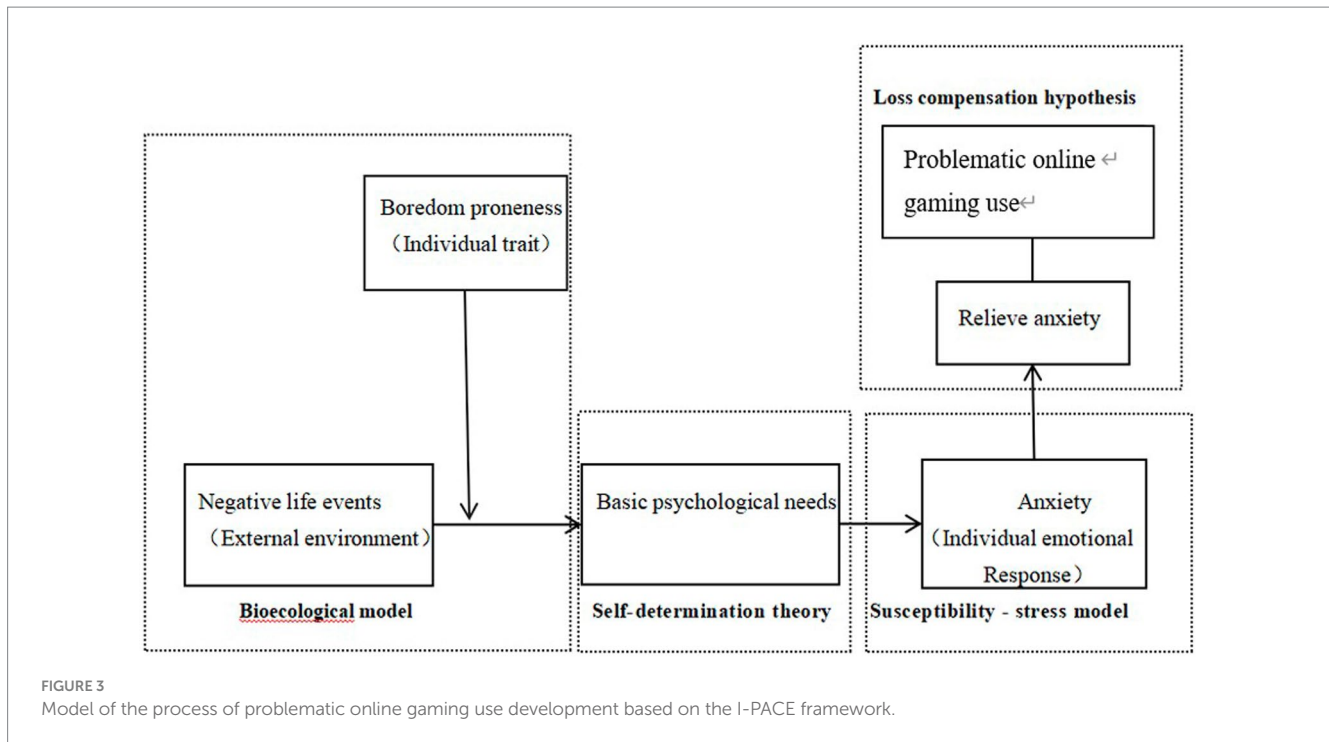 Loss compensation hypothesis
Problematic online ↵
gaming use↵
Boredom proneness
（Individual trait）
Relieve anxiety
Negative life events
（External environment）
Basic psychological needs
Anxiety
（Individual emotional
Response）
Bioecological model
Self-determination theory
Susceptibility - stress model
FIGURE 3
Model of the process of problematic online gaming use development based on the I-PACE framework.